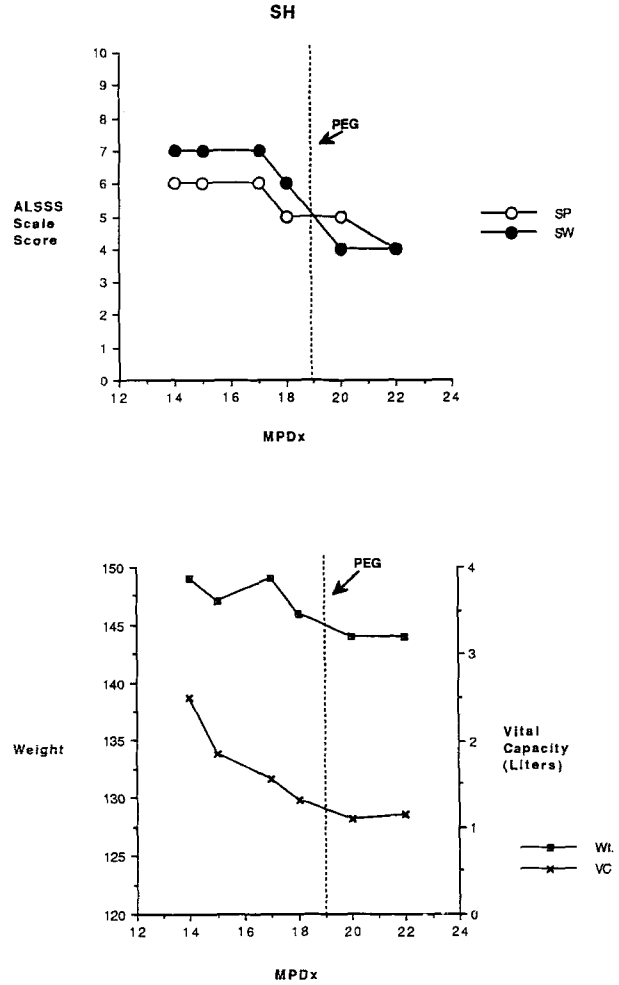 SH
10
9
8
7
6
5
4
3
2
1
0
ALSSS
Scale
Score
PEG
SP
SW
12 14 16 18 20 22 24
MPDx
150
145
140
135
130
125
120
Weight
PEG
4
3
2
1
0
Vital
Capacity
(Liters)
Wt.
VC
12 14 16 18 20 22 24
MPDx